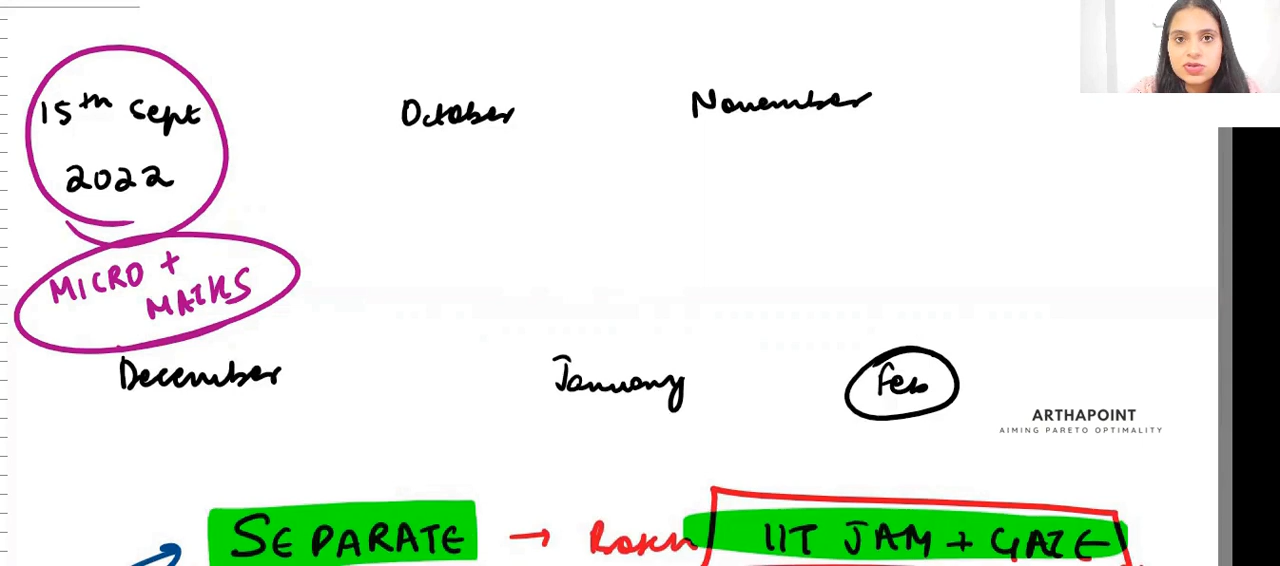 15th Sept
2022
October
November
MICRO +
MATHS
December
January
Feb
ARTHAPOINT
AIMING PARETO OPTIMALITY
SEPARATE → IIT JAM + GATE